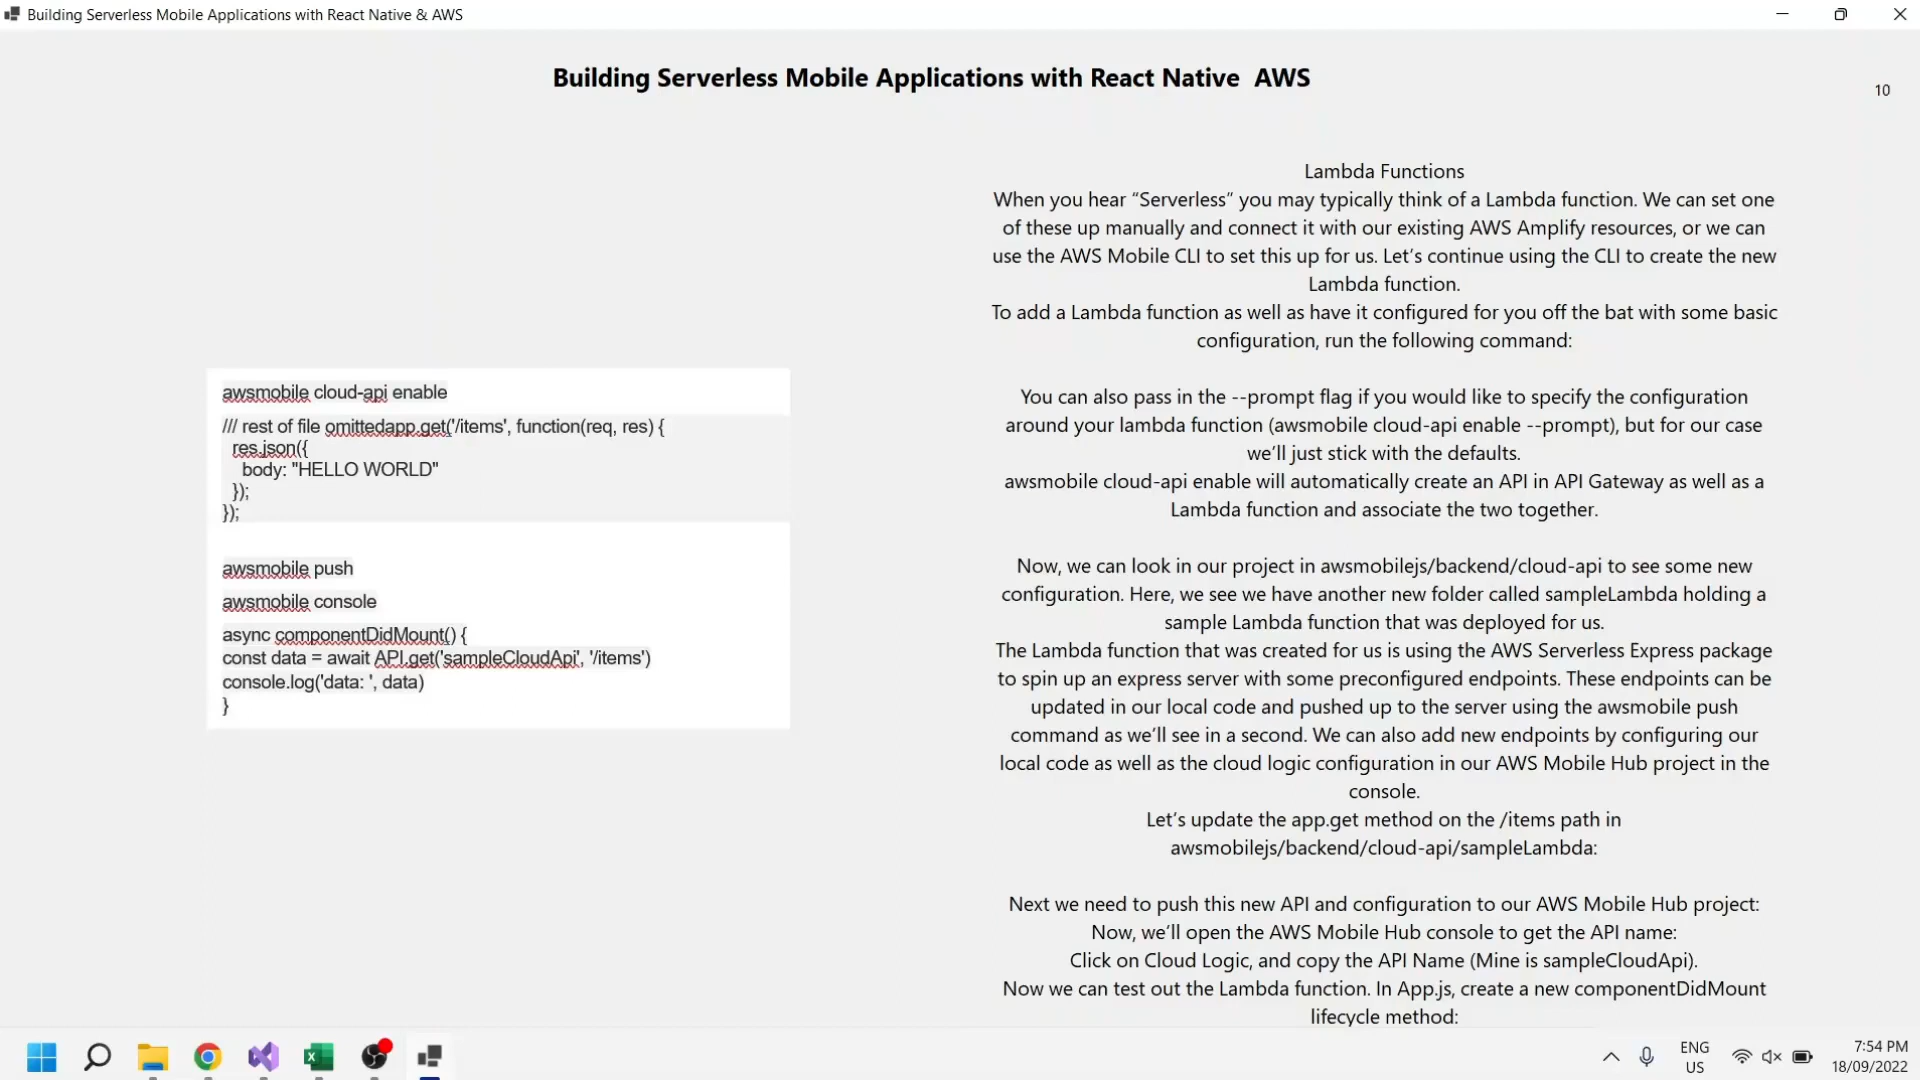 Building Serverless Mobile Applications with React Native & AWS
Building Serverless Mobile Applications with React Native  AWS
10
awsmobile cloud-api enable
/// rest of file omittedapp.get('/items', function(req, res) {
res.json({
body: "HELLO WORLD"
});
});
awsmobile push
awsmobile console
async componentDidMount() {
const data = await API.get('sampleCloudApi', '/items')
console.log('data: ', data)
}
Lambda Functions
When you hear “Serverless” you may typically think of a Lambda function. We can set one
of these up manually and connect it with our existing AWS Amplify resources, or we can
use the AWS Mobile CLI to set this up for us. Let’s continue using the CLI to create the new
Lambda function.
To add a Lambda function as well as have it configured for you off the bat with some basic
configuration, run the following command:
You can also pass in the --prompt flag if you would like to specify the configuration
around your lambda function (awsmobile cloud-api enable --prompt), but for our case
we’ll just stick with the defaults.
awsmobile cloud-api enable will automatically create an API in API Gateway as well as a
Lambda function and associate the two together.
Now, we can look in our project in awsmobilejs/backend/cloud-api to see some new
configuration. Here, we see we have another new folder called sampleLambda holding a
sample Lambda function that was deployed for us.
The Lambda function that was created for us is using the AWS Serverless Express package
to spin up an express server with some preconfigured endpoints. These endpoints can be
updated in our local code and pushed up to the server using the awsmobile push
command as we’ll see in a second. We can also add new endpoints by configuring our
local code as well as the cloud logic configuration in our AWS Mobile Hub project in the
console.
Let’s update the app.get method on the /items path in
awsmobilejs/backend/cloud-api/sampleLambda:
Next we need to push this new API and configuration to our AWS Mobile Hub project:
Now, we’ll open the AWS Mobile Hub console to get the API name:
Click on Cloud Logic, and copy the API Name (Mine is sampleCloudApi).
Now we can test out the Lambda function. In App.js, create a new componentDidMount
lifecycle method:
ENG
US
7:54 PM
18/09/2022